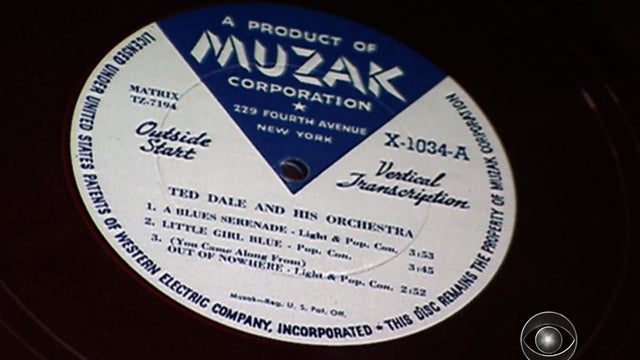 A PRODUCT OF
MUZAK
CORPORATION
★
229 FOURTH AVENUE
NEW YORK
MATRIX
TZ-7194
X-1034-A
Outside
Start
Vertical
Transcription
TED DALE AND HIS ORCHESTRA
1. A BLUES SERENADE - Light & Pop. Con. 3:53
2. LITTLE GIRL BLUE - Pop. Con. 3:45
3. (You Came Along From)
OUT OF NOWHERE - Light & Pop. Con. 2:52
Muzak—Reg. U. S. Pat. Off.
LICENSED UNDER UNITED STATES PATENTS OF WESTERN ELECTRIC COMPANY, INCORPORATED ★ THIS DISC REMAINS THE PROPERTY OF MUZAK CORPORATION